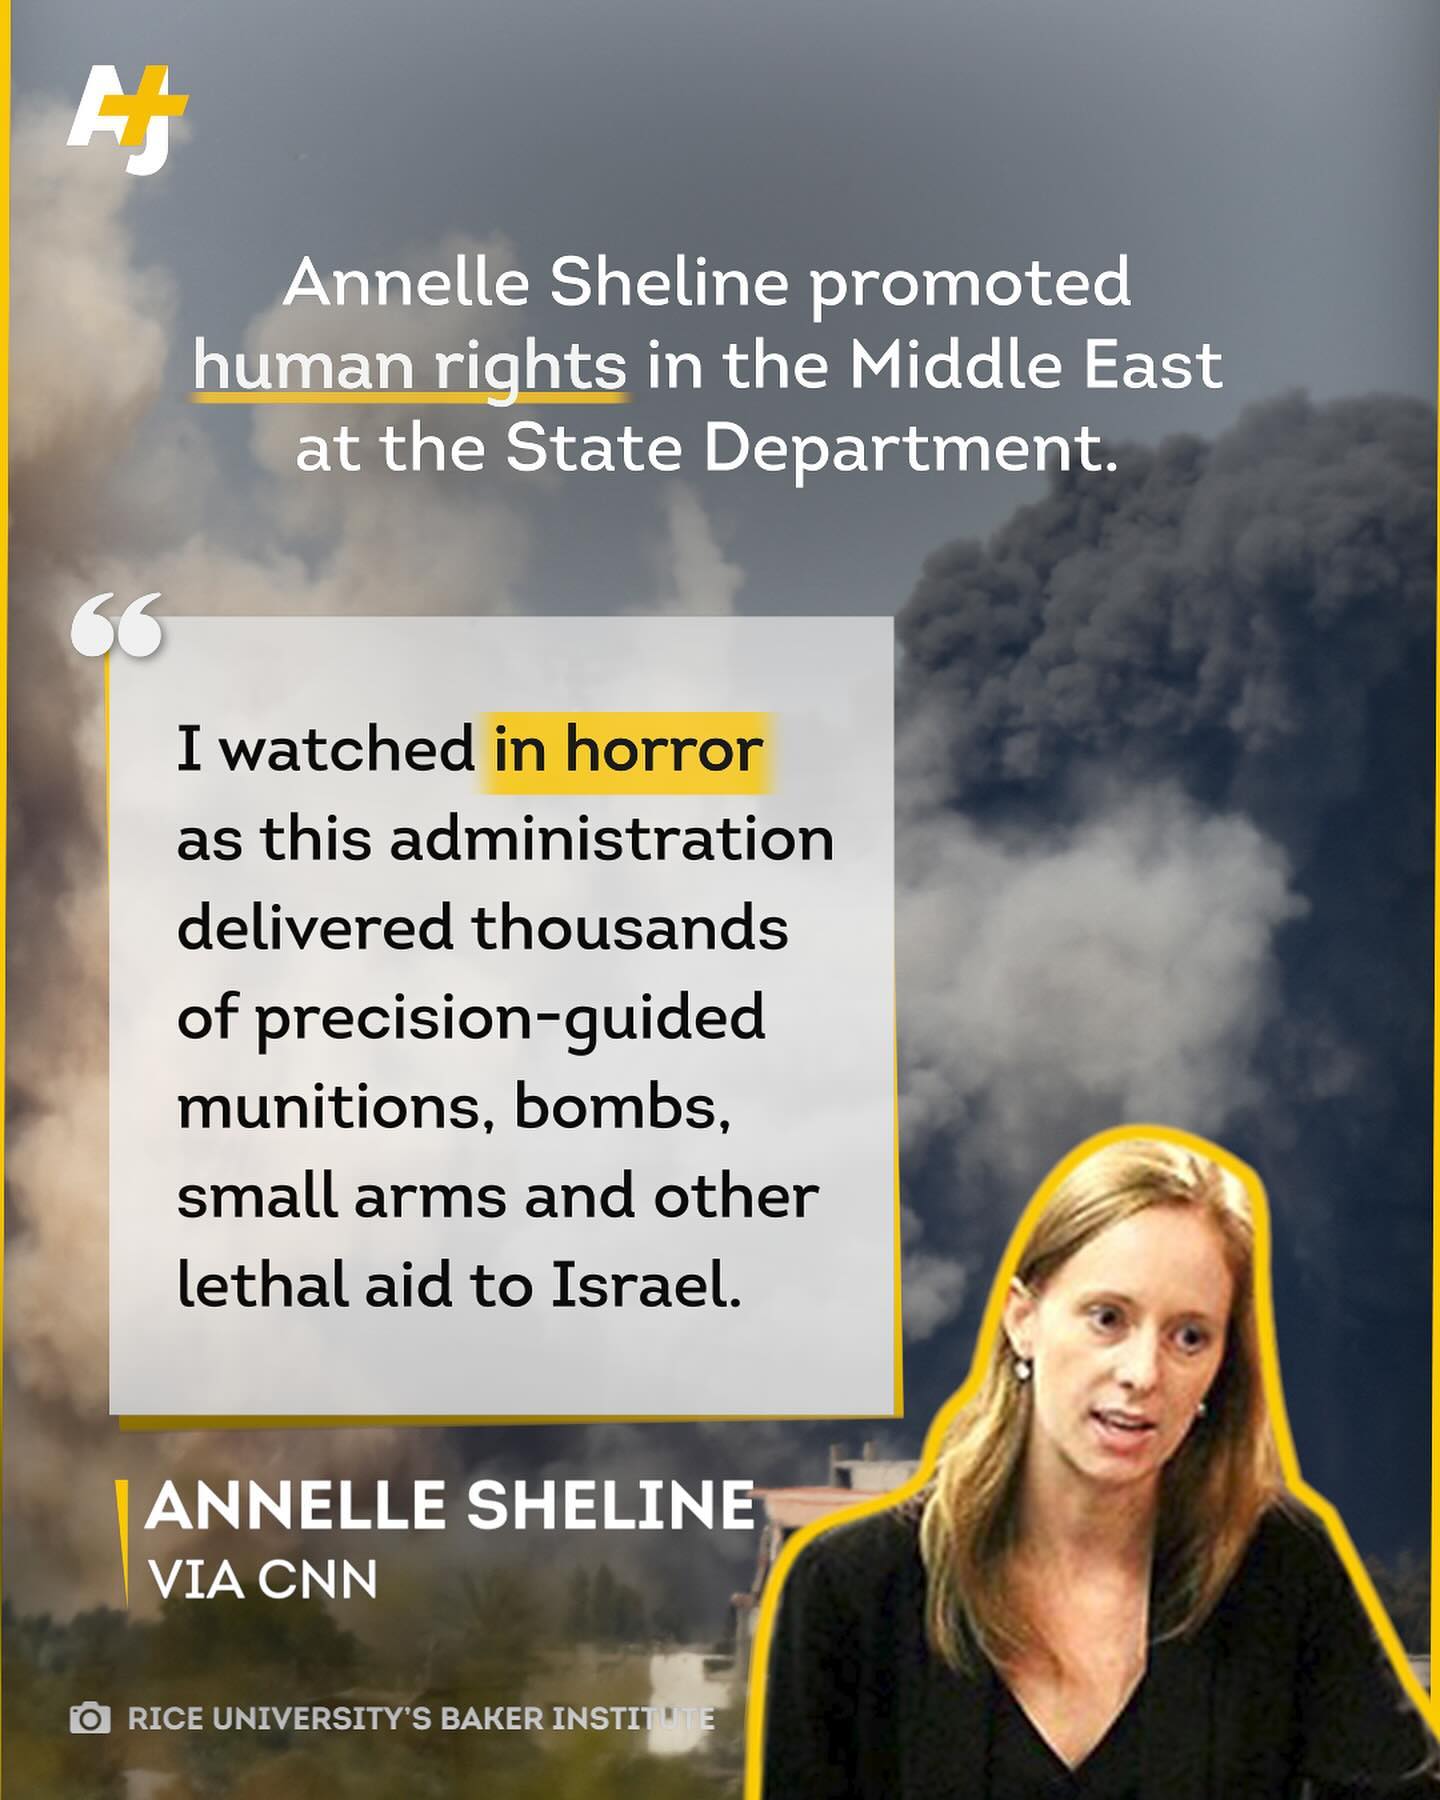 AJ+
Annelle Sheline promoted
human rights in the Middle East
at the State Department.
“
I watched in horror
as this administration
delivered thousands
of precision-guided
munitions, bombs,
small arms and other
lethal aid to Israel.
ANNELLE SHELINE
VIA CNN
RICE UNIVERSITY'S BAKER INSTITUTE